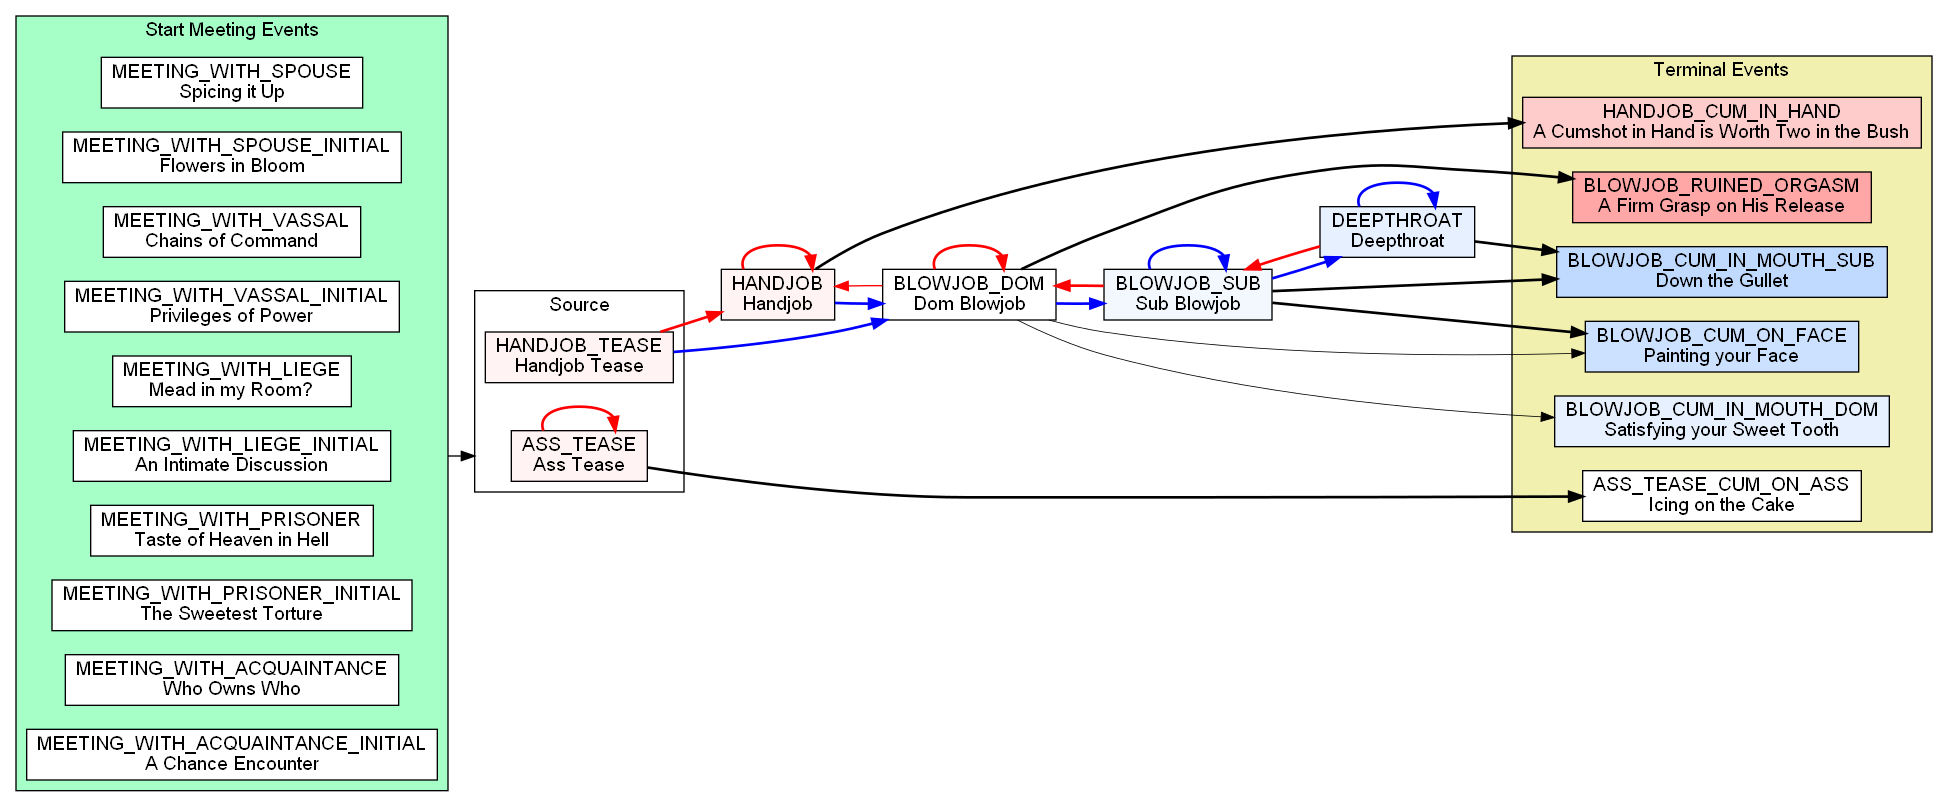 Start Meeting Events
MEETING_WITH_SPOUSE
Spicing it Up
MEETING_WITH_SPOUSE_INITIAL
Flowers in Bloom
MEETING_WITH_VASSAL
Chains of Command
MEETING_WITH_VASSAL_INITIAL
Privileges of Power
MEETING_WITH_LIEGE
Mead in my Room?
MEETING_WITH_LIEGE_INITIAL
An Intimate Discussion
MEETING_WITH_PRISONER
Taste of Heaven in Hell
MEETING_WITH_PRISONER_INITIAL
The Sweetest Torture
MEETING_WITH_ACQUAINTANCE
Who Owns Who
MEETING_WITH_ACQUAINTANCE_INITIAL
A Chance Encounter
Source
HANDJOB_TEASE
Handjob Tease
ASS_TEASE
Ass Tease
HANDJOB
Handjob
BLOWJOB_DOM
Dom Blowjob
BLOWJOB_SUB
Sub Blowjob
DEEPTHROAT
Deepthroat
Terminal Events
HANDJOB_CUM_IN_HAND
A Cumshot in Hand is Worth Two in the Bush
BLOWJOB_RUINED_ORGASM
A Firm Grasp on His Release
BLOWJOB_CUM_IN_MOUTH_SUB
Down the Gullet
BLOWJOB_CUM_ON_FACE
Painting your Face
BLOWJOB_CUM_IN_MOUTH_DOM
Satisfying your Sweet Tooth
ASS_TEASE_CUM_ON_ASS
Icing on the Cake